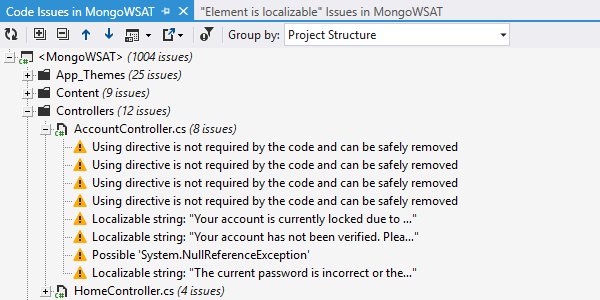 Code Issues in MongoWSAT "Element is localizable" Issues in MongoWSAT
Group by: Project Structure
<MongoWSAT> (1004 issues)
App_Themes (25 issues)
Content (9 issues)
Controllers (12 issues)
AccountController.cs (8 issues)
Using directive is not required by the code and can be safely removed
Using directive is not required by the code and can be safely removed
Using directive is not required by the code and can be safely removed
Using directive is not required by the code and can be safely removed
Localizable string: "Your account is currently locked due to ..."
Localizable string: "Your account has not been verified. Plea..."
Possible 'System.NullReferenceException'
Localizable string: "The current password is incorrect or the..."
HomeController.cs (4 issues)